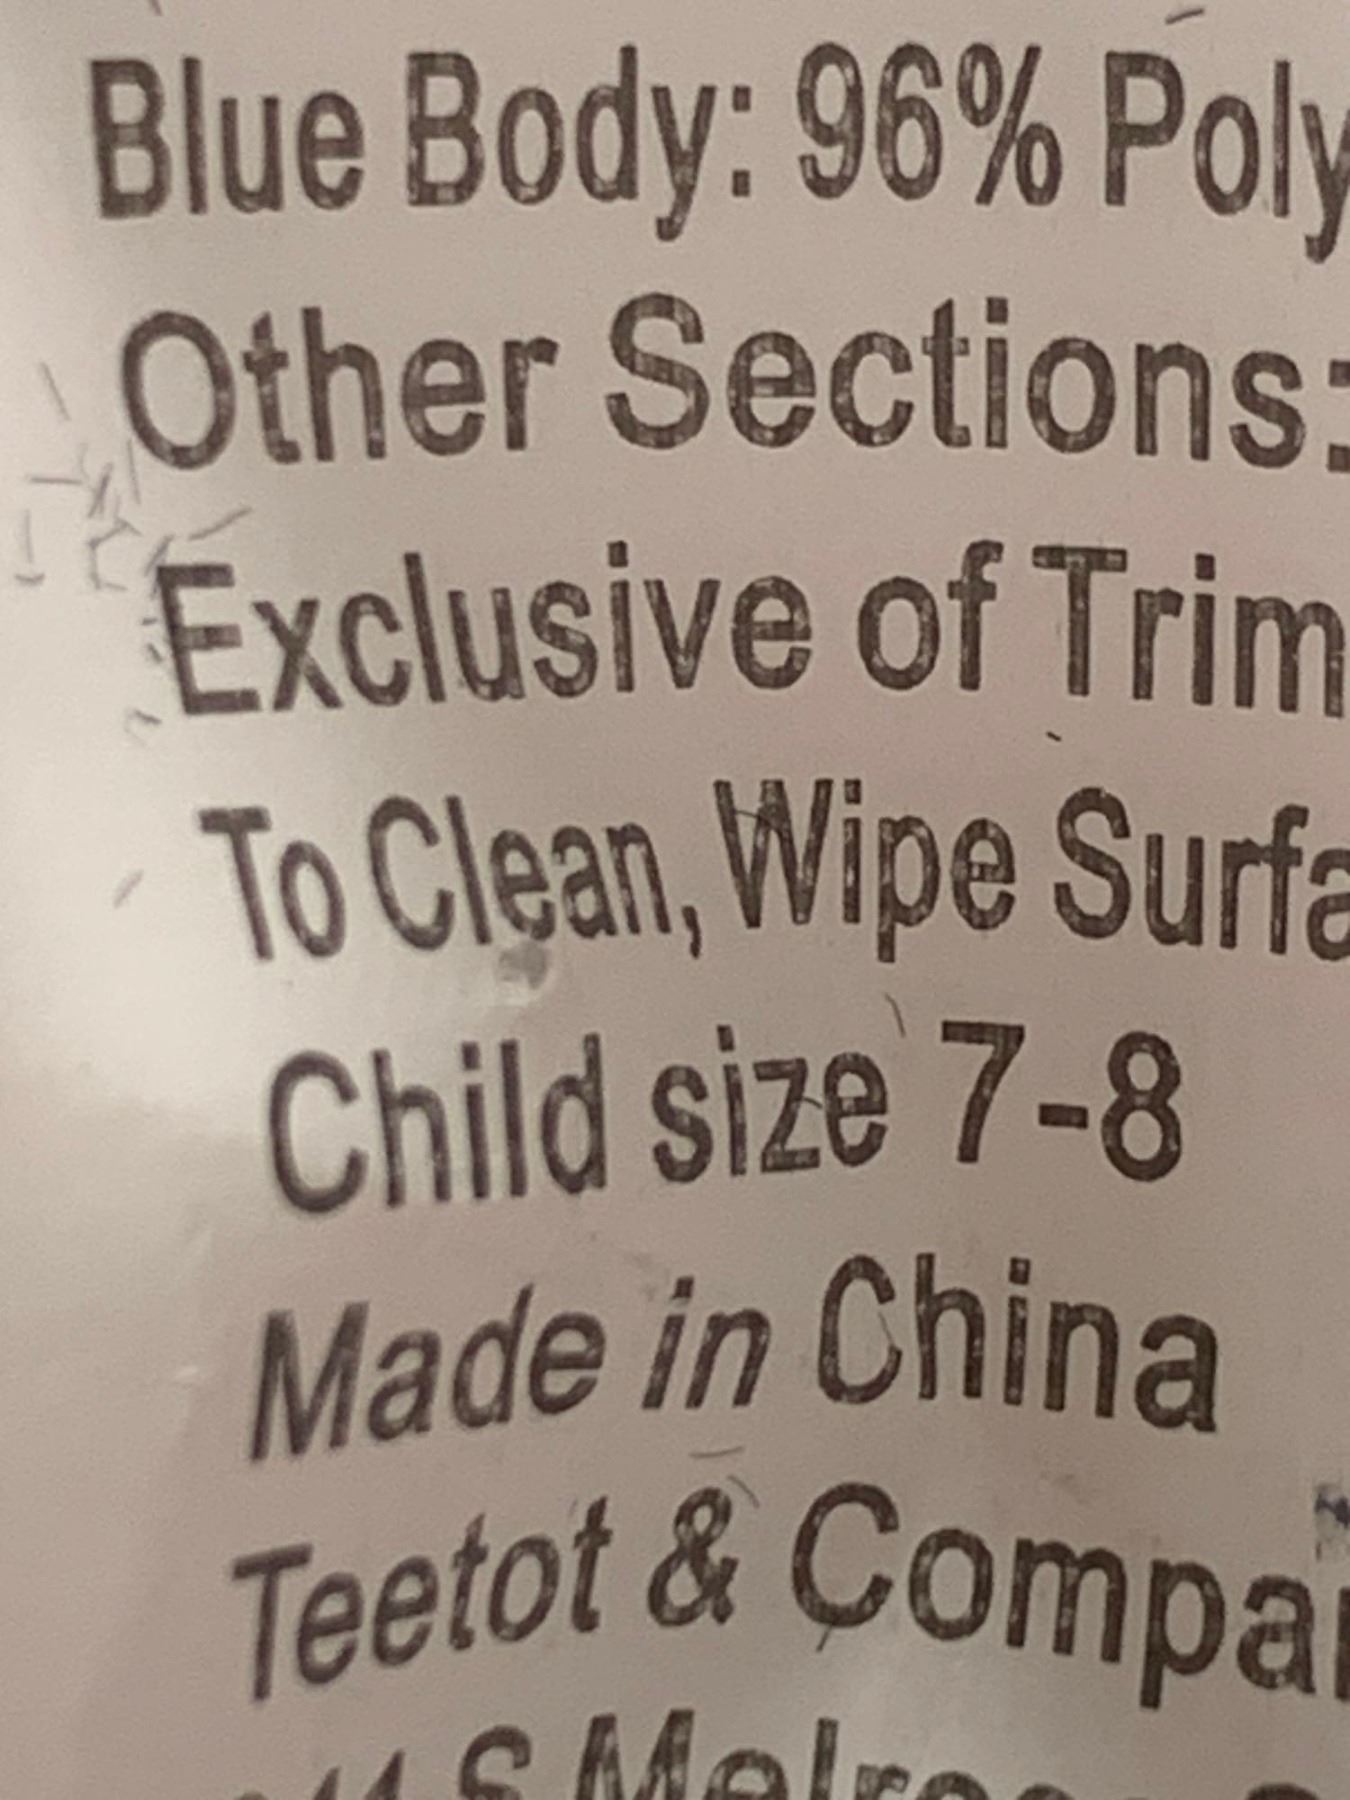 Blue Body: 96% Poly
Other Sections:
Exclusive of Trim
To Clean, Wipe Surfa
Child size 7-8
Made in China
Teetot & Compa
S Melrose